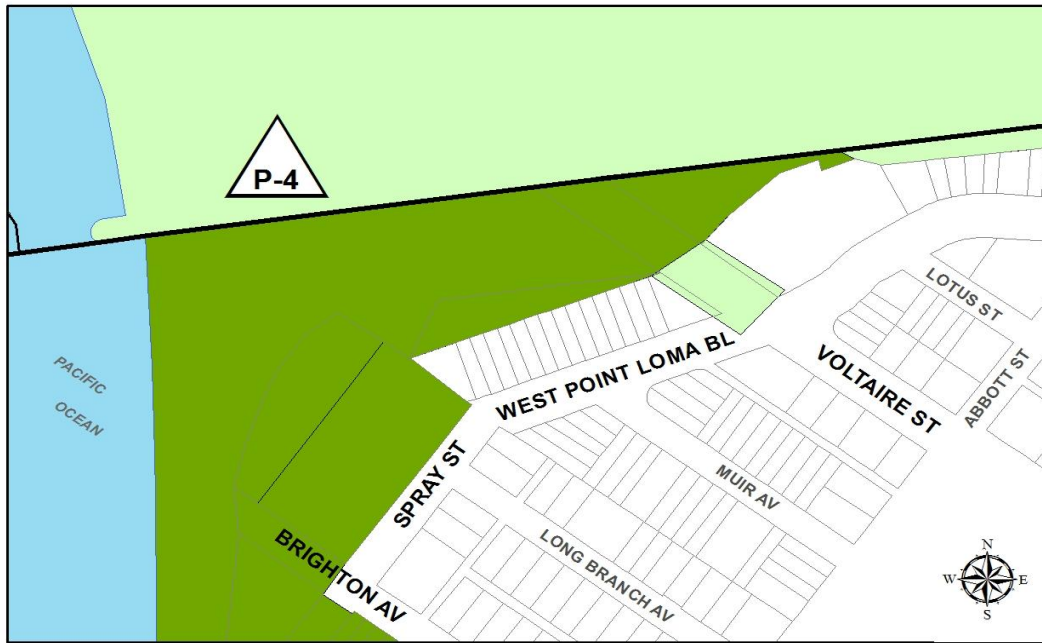 P-4
LOTUS ST
WEST POINT LOMA BL
VOLTAIRE ST
ABBOTT ST
PACIFIC
OCEAN
MUIR AV
SPRAY ST
BRIGHTON AV
LONG BRANCH AV
N
W
E
S